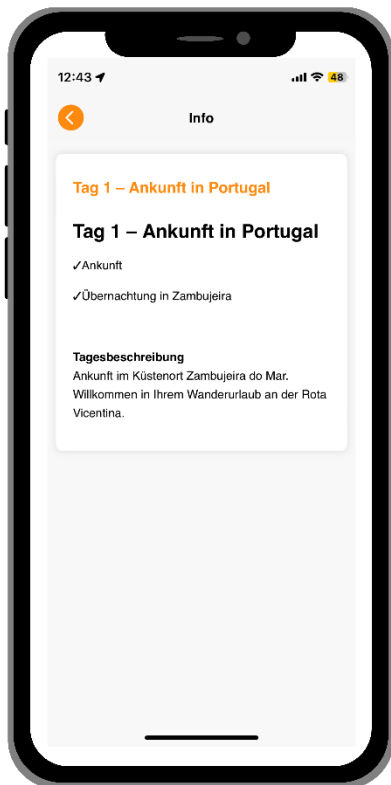 12:43
48
Info
Tag 1 – Ankunft in Portugal
Tag 1 – Ankunft in Portugal
✓Ankunft
✓Übernachtung in Zambujeira
Tagesbeschreibung
Ankunft im Küstenort Zambujeira do Mar.
Willkommen in Ihrem Wanderurlaub an der Rota
Vicentina.